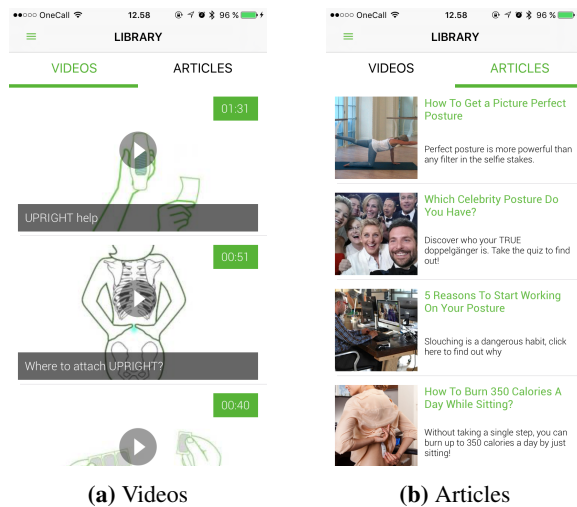 OneCall 12.58 96 %
LIBRARY
VIDEOS ARTICLES
01:31
UPRIGHT help
00:51
Where to attach UPRIGHT?
00:40
(a) Videos
OneCall 12.58 96 %
LIBRARY
VIDEOS ARTICLES
How To Get a Picture Perfect
Posture
Perfect posture is more powerful than
any filter in the selfie stakes.
Which Celebrity Posture Do
You Have?
Discover who your TRUE
doppelgänger is. Take the quiz to find
out!
5 Reasons To Start Working
On Your Posture
Slouching is a dangerous habit, click
here to find out why
How To Burn 350 Calories A
Day While Sitting?
Without taking a single step, you can
burn up to 350 calories a day by just
sitting!
(b) Articles